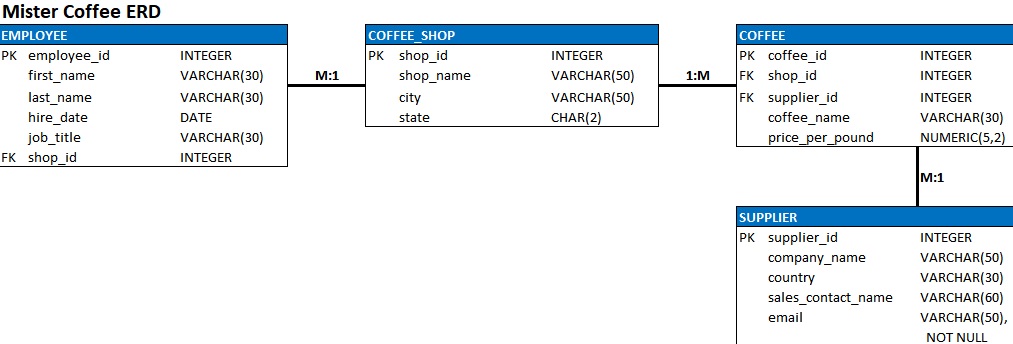 Mister Coffee ERD
EMPLOYEE
PK employee_id INTEGER
first_name VARCHAR(30)
last_name VARCHAR(30)
hire_date DATE
job_title VARCHAR(30)
FK shop_id INTEGER
M:1
COFFEE_SHOP
PK shop_id INTEGER
shop_name VARCHAR(50)
city VARCHAR(50)
state CHAR(2)
1:M
COFFEE
PK coffee_id INTEGER
FK shop_id INTEGER
FK supplier_id INTEGER
coffee_name VARCHAR(30)
price_per_pound NUMERIC(5,2)
M:1
SUPPLIER
PK supplier_id INTEGER
company_name VARCHAR(50)
country VARCHAR(30)
sales_contact_name VARCHAR(60)
email VARCHAR(50),
NOT NULL